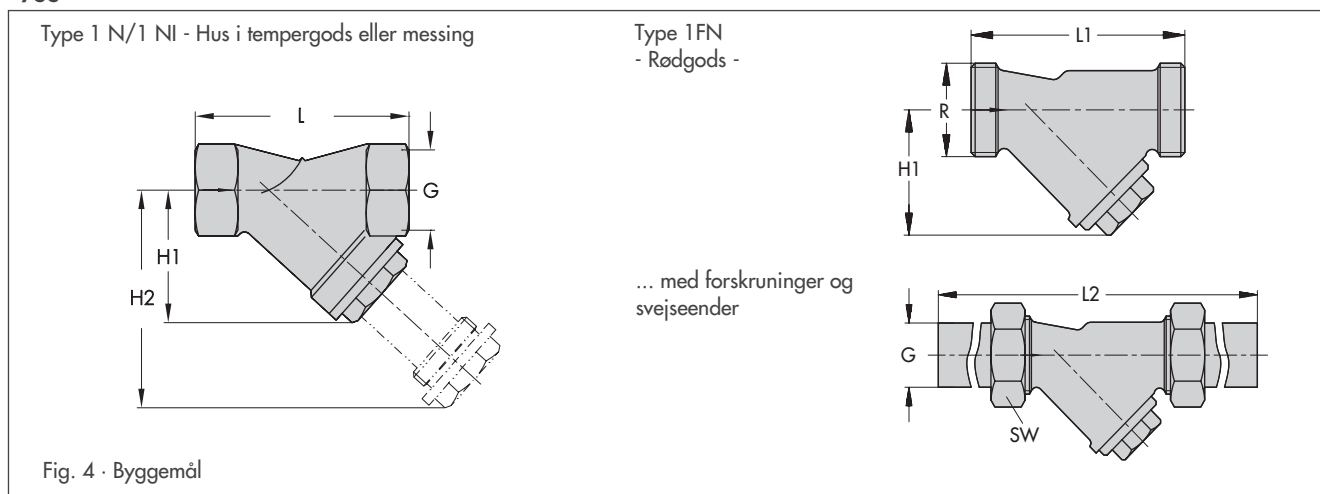 Type 1 N/1 NI - Hus i tempergods eller messing
L
G
H1
H2
Type 1FN
- Rødgods -
L1
R
H1
... med forskruninger og
svejseender
L2
G
SW
Fig. 4 · Byggemål